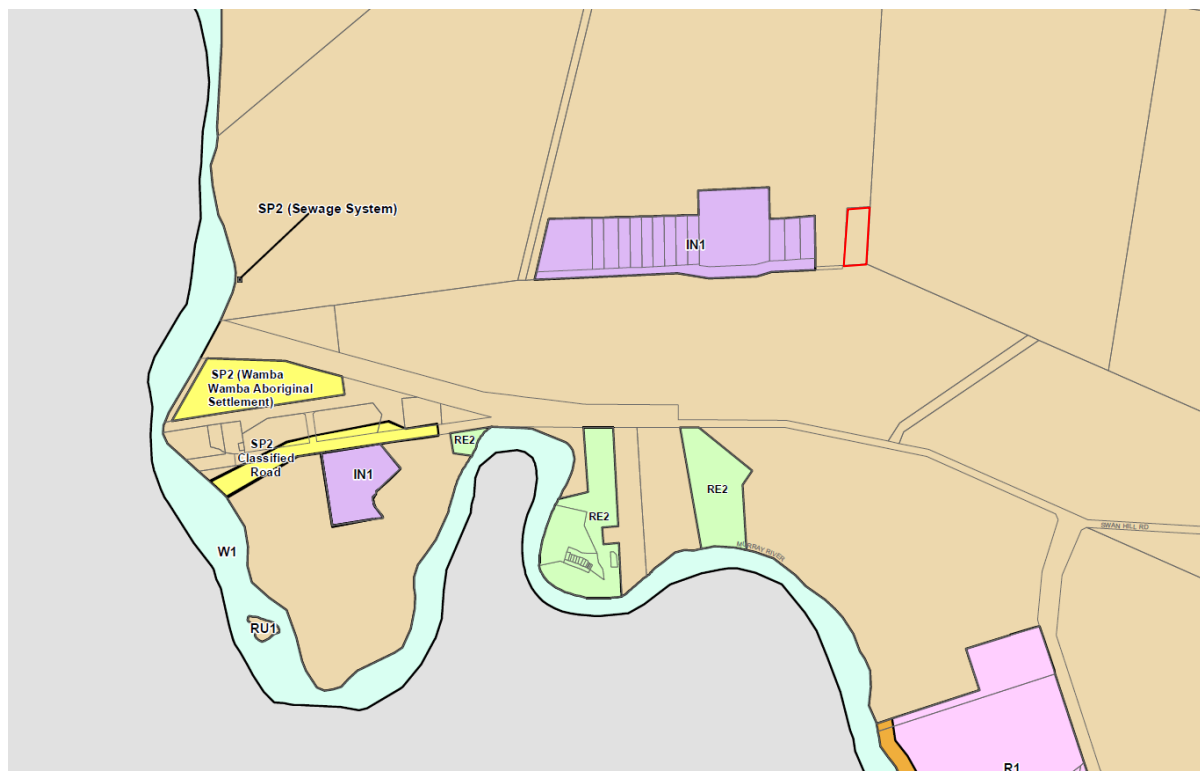 SP2 (Sewage System)
IN1
SP2 (Wamba
Wamba Aboriginal
Settlement)
SP2
Classified
Road
RE2
IN1
RE2
RE2
SWAN HILL RD
MURRAY RIVER
W1
RU1
R1